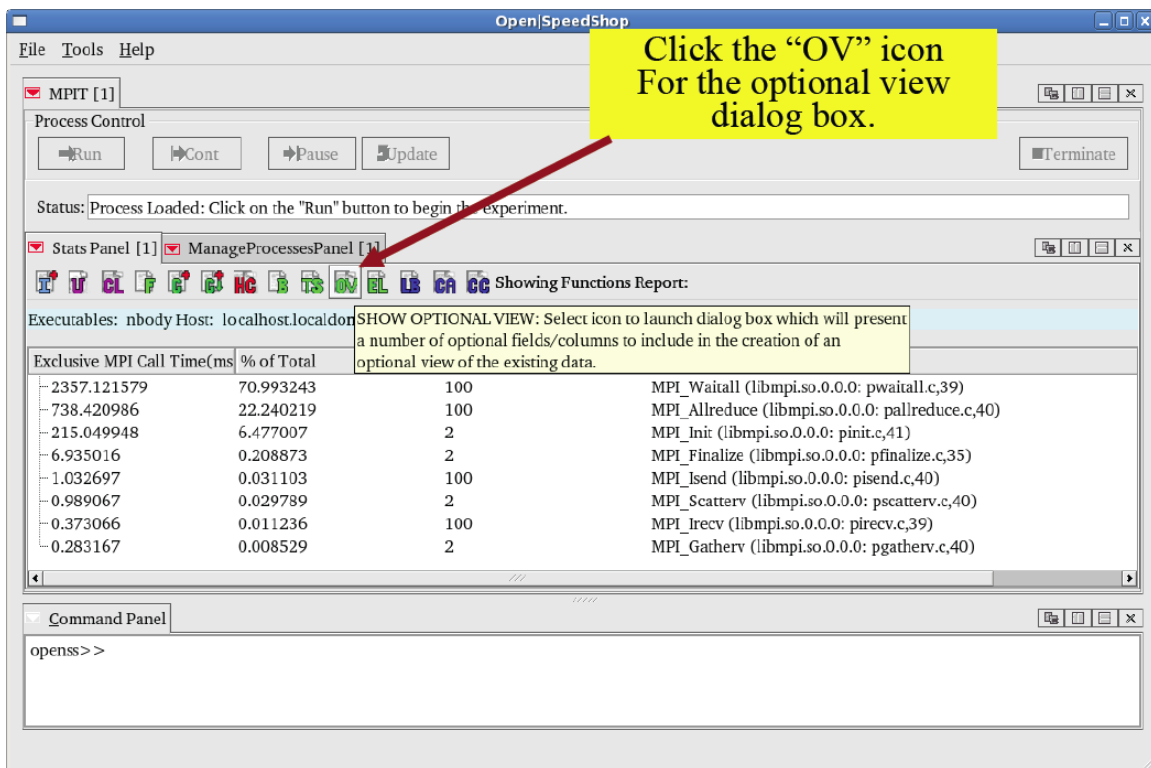 Open|SpeedShop
File Tools Help
Click the “OV” icon
For the optional view
dialog box.
MPIT [1]
Process Control
Run Cont Pause Update Terminate
Status: Process Loaded: Click on the "Run" button to begin the experiment.
Stats Panel [1] ManageProcessesPanel [1]
I U CL F HC B TS OV EL LB CA CC Showing Functions Report:
Executables: nbody Host: localhost.localdon
SHOW OPTIONAL VIEW: Select icon to launch dialog box which will present
a number of optional fields/columns to include in the creation of an
optional view of the existing data.
Exclusive MPI Call Time(ms % of Total
2357.121579 70.993243 100 MPI_Waitall (libmpi.so.0.0.0: pwaitall.c,39)
738.420986 22.240219 100 MPI_Allreduce (libmpi.so.0.0.0: pallreduce.c,40)
215.049948 6.477007 2 MPI_Init (libmpi.so.0.0.0: pinit.c,41)
6.935016 0.208873 2 MPI_Finalize (libmpi.so.0.0.0: pfinalize.c,35)
1.032697 0.031103 100 MPI_Isend (libmpi.so.0.0.0: pisend.c,40)
0.989067 0.029789 2 MPI_Scatterv (libmpi.so.0.0.0: pscatterv.c,40)
0.373066 0.011236 100 MPI_Irecv (libmpi.so.0.0.0: pirecv.c,39)
0.283167 0.008529 2 MPI_Gatherv (libmpi.so.0.0.0: pgatherv.c,40)
Command Panel
openss>>